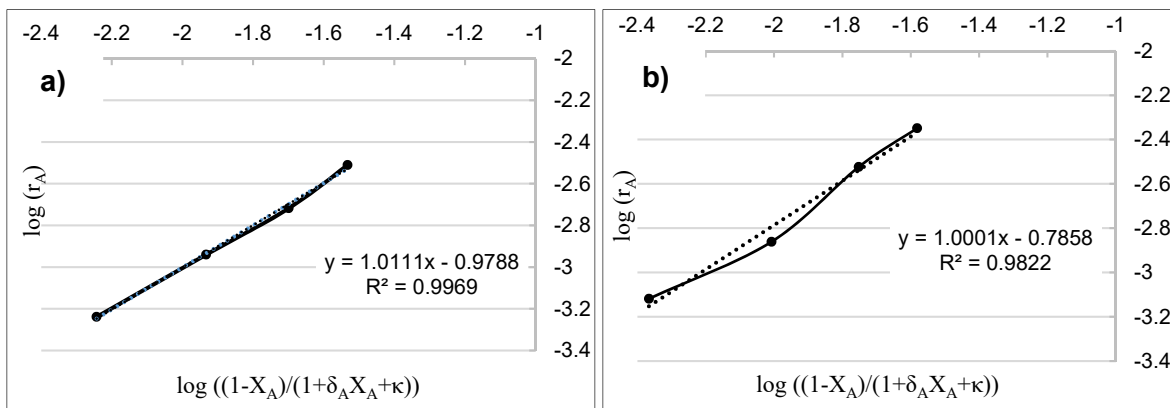 -2.4 -2.2 -2 -1.8 -1.6 -1.4 -1.2 -1
a)
-2
-2.2
-2.4
-2.6
-2.8
-3
-3.2
-3.4
log (r_A)
y = 1.0111x - 0.9788
R² = 0.9969
log ((1-X_A)/(1+δ_AX_A+κ))
-2.4 -2.2 -2 -1.8 -1.6 -1.4 -1.2 -1
b)
-2
-2.2
-2.4
-2.6
-2.8
-3
-3.2
-3.4
log (r_A)
y = 1.0001x - 0.7858
R² = 0.9822
log ((1-X_A)/(1+δ_AX_A+κ))